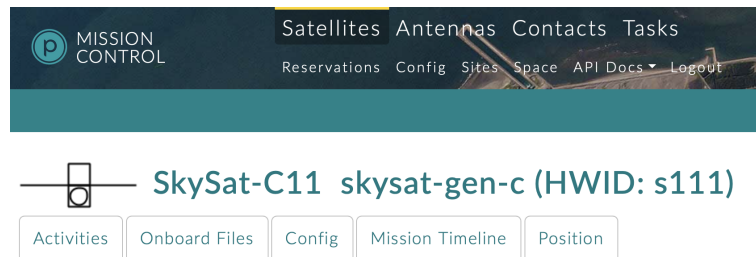 p MISSION CONTROL
Satellites Antennas Contacts Tasks
Reservations Config Sites Space API Docs Logout
SkySat-C11 skysat-gen-c (HWID: s111)
Activities Onboard Files Config Mission Timeline Position